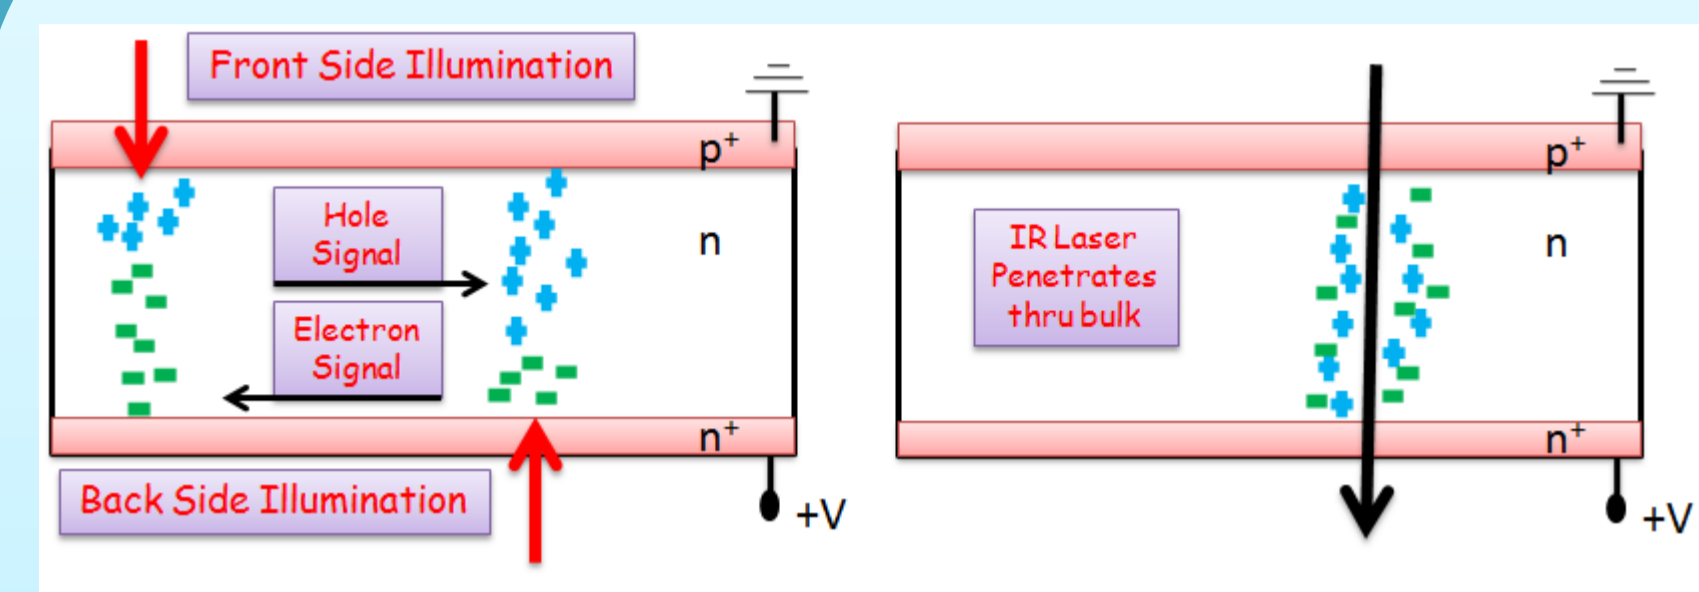 Front Side Illumination
p+
Hole
Signal
n
Electron
Signal
n+
Back Side Illumination
+V
p+
IR Laser
Penetrates
thru bulk
n
n+
+V